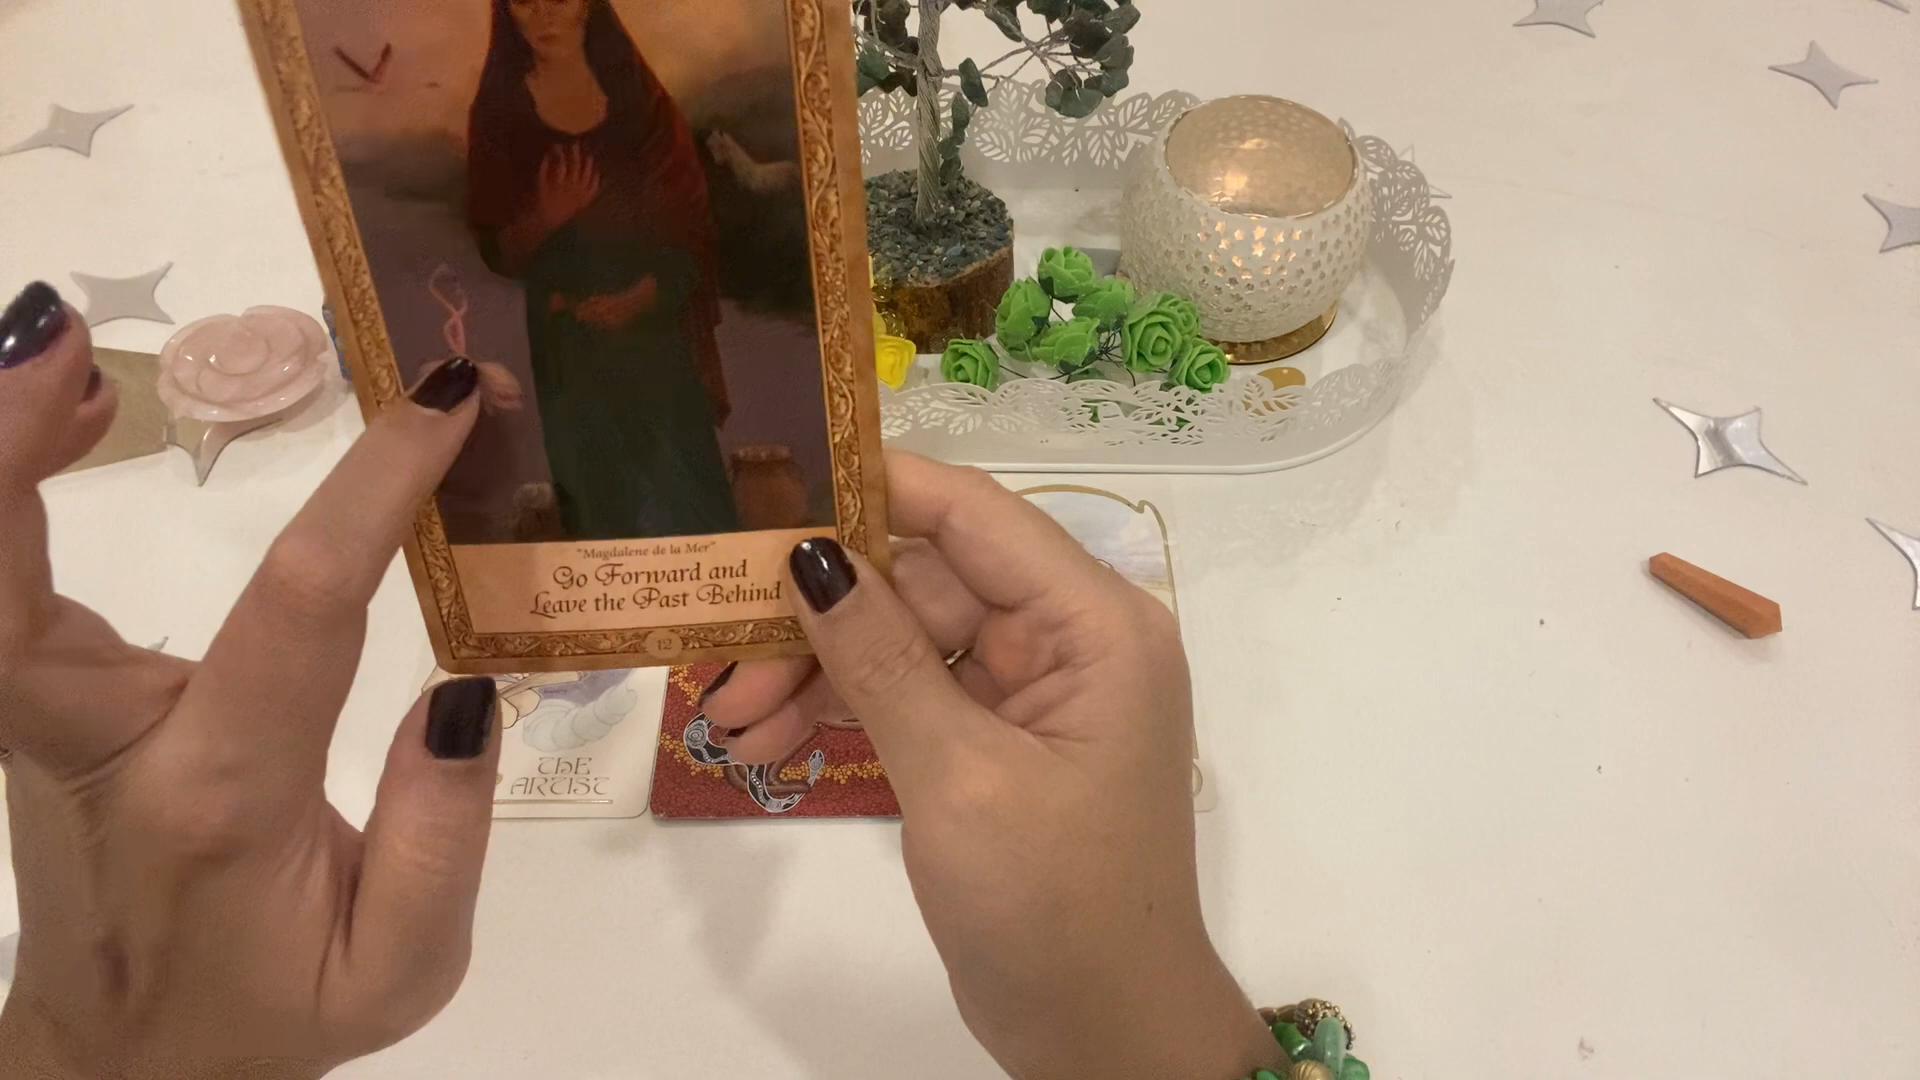 "Magdalene de la Mer"
Go Forward and
Leave the Past Behind
12
THE
ARTIST